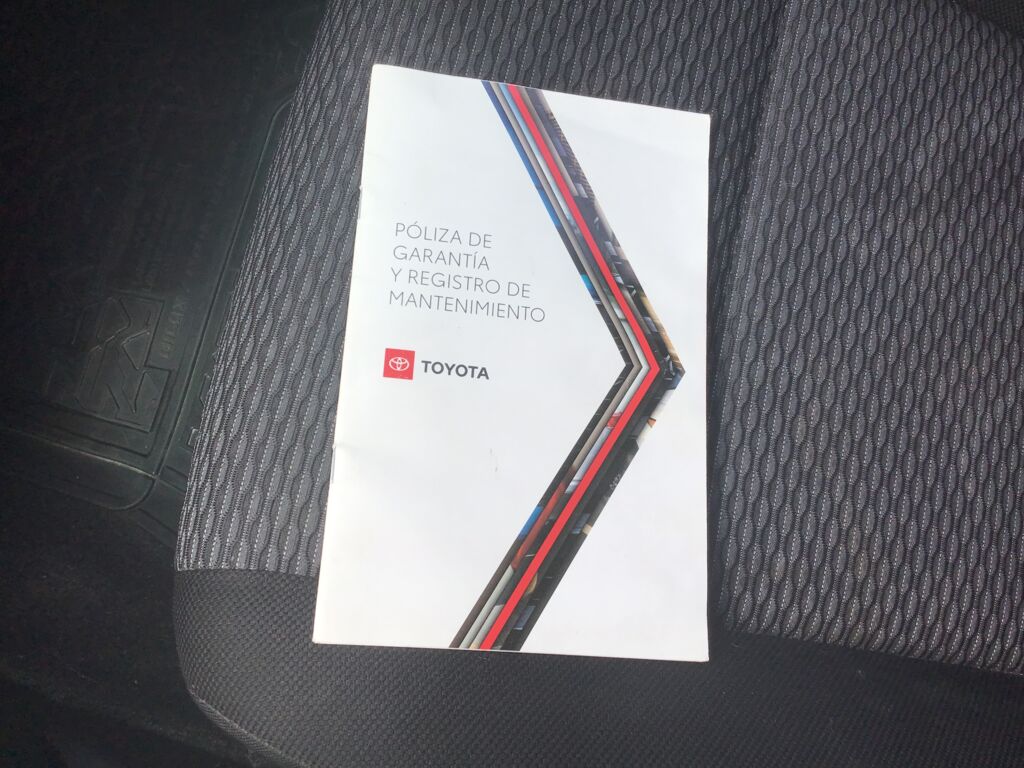 PÓLIZA DE
GARANTÍA
Y REGISTRO DE
MANTENIMIENTO
TOYOTA